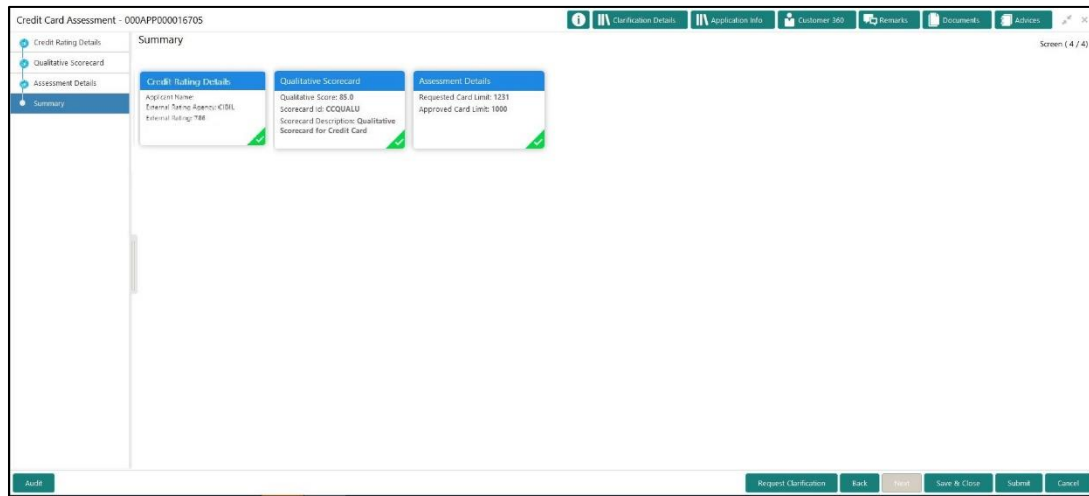 Credit Card Assessment - 000APP000016705
Clarification Details
Application Info
Customer 360
Remarks
Documents
Advices
Credit Rating Details
Qualitative Scorecard
Assessment Details
Summary
Summary
Screen ( 4 / 4)
Credit Rating Details
Applicant Name:
External Rating Agency: CIBIL
External Rating: 786
Qualitative Scorecard
Qualitative Score: 85.0
Scorecard Id: CCQUALU
Scorecard Description: Qualitative
Scorecard for Credit Card
Assessment Details
Requested Card Limit: 1231
Approved Card Limit: 1000
Audit
Request Clarification
Back
Next
Save & Close
Submit
Cancel